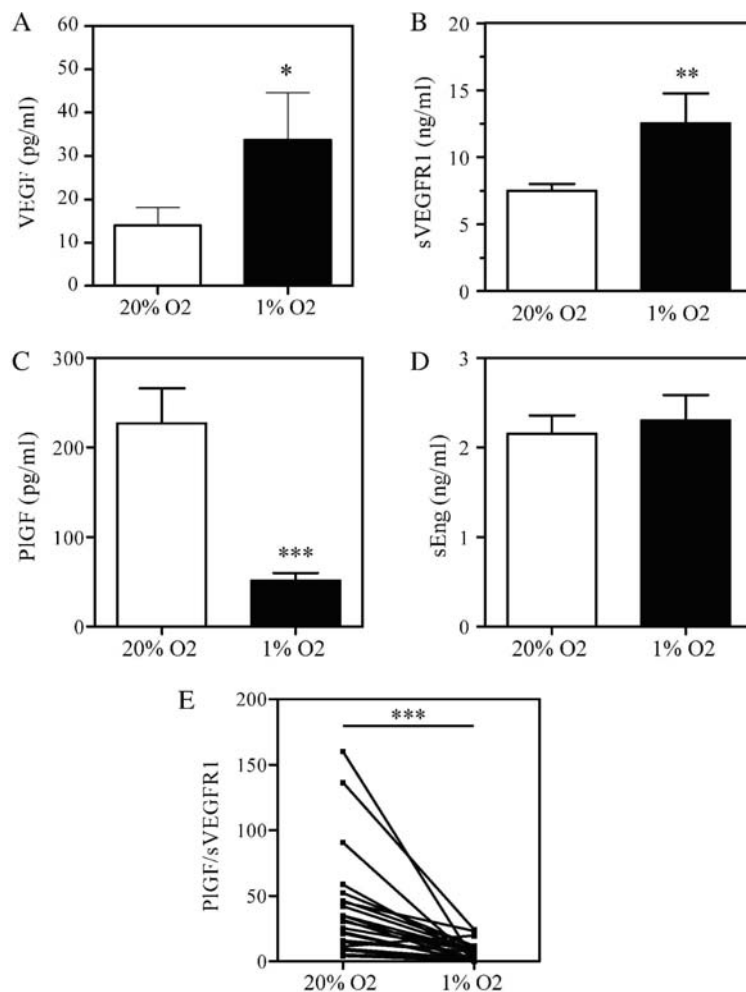 A
VEGF (pg/ml)
60
50
40
30
20
10
0
*
20% O2 1% O2
B
sVEGFR1 (ng/ml)
20
15
10
5
0
**
20% O2 1% O2
C
PlGF (pg/ml)
300
200
100
0
***
20% O2 1% O2
D
sEng (ng/ml)
3
2
1
0
20% O2 1% O2
E
PlGF/sVEGFR1
200
150
100
50
0
***
20% O2 1% O2